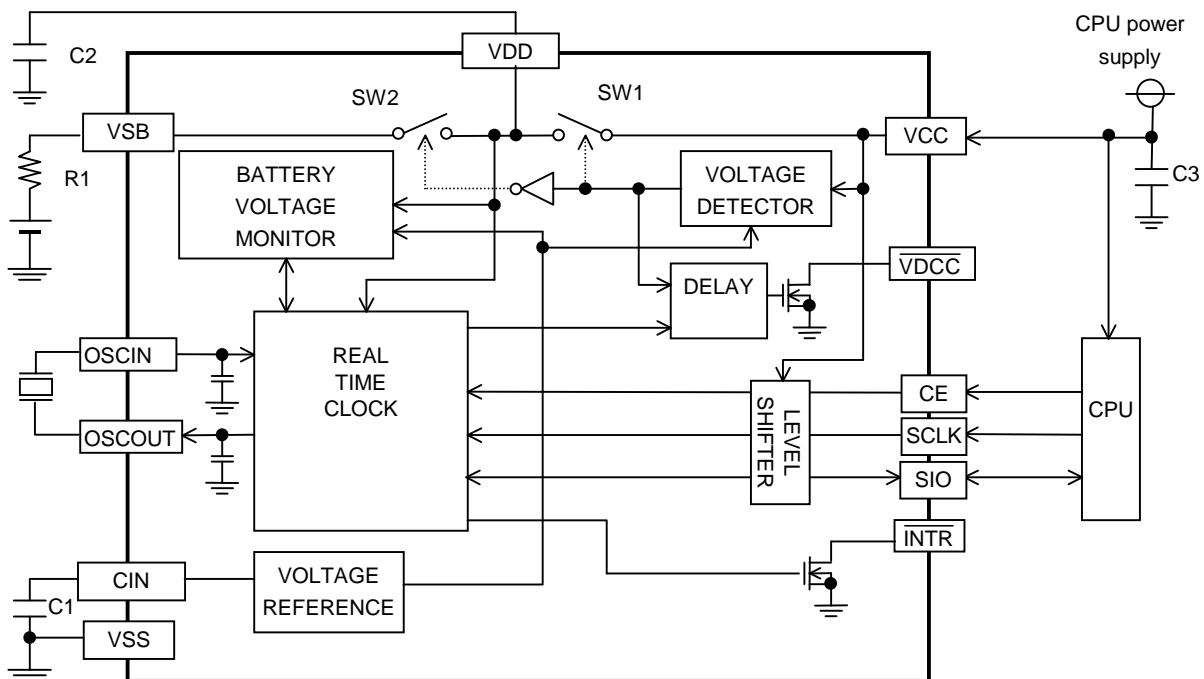 CPU power
supply
C2
VDD
SW2
SW1
VSB
VCC
R1
BATTERY
VOLTAGE
MONITOR
VOLTAGE
DETECTOR
C3
VDCC
DELAY
OSCIN
REAL
TIME
CLOCK
LEVEL
SHIFTER
CE
CPU
OSCOUT
SCLK
SIO
INTR
CIN
VOLTAGE
REFERENCE
C1
VSS